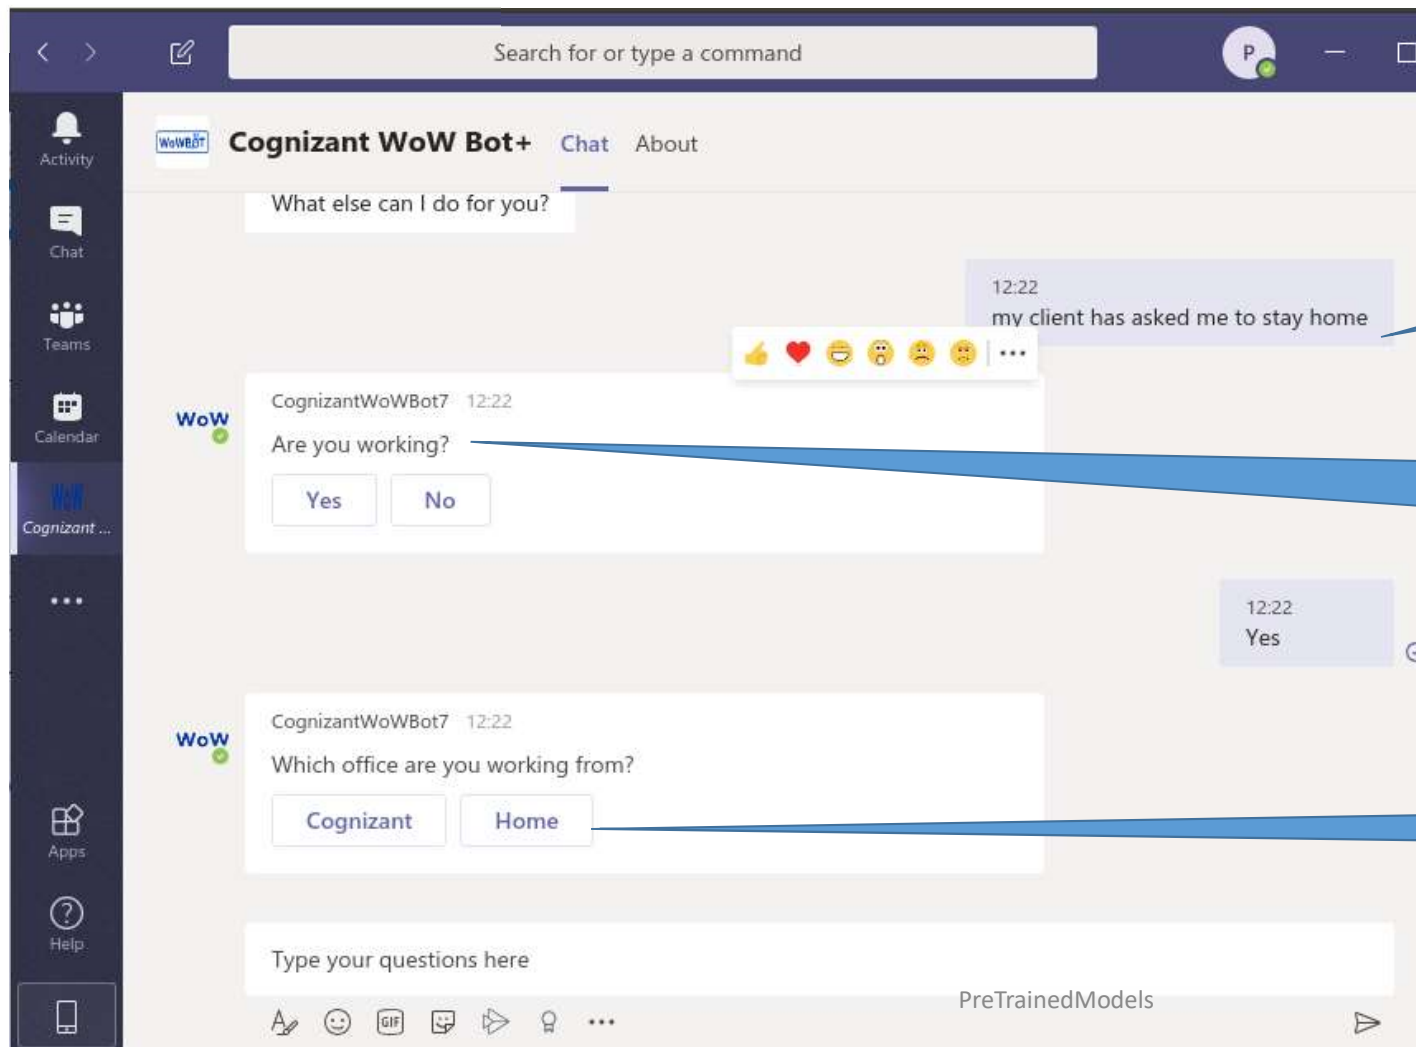 Search for or type a command
P
Activity
WoWBOT
Cognizant WoW Bot+ Chat About
What else can I do for you?
Chat
12:22
my client has asked me to stay home
Teams
CognizantWoWBot7 12:22
WoW
Are you working?
Calendar
Yes No
WoW
Cognizant ...
12:22
Yes
CognizantWoWBot7 12:22
WoW
Which office are you working from?
Cognizant Home
Apps
Help
Type your questions here
PreTrainedModels
GIF